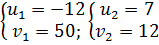 {u₁ = −12 {u₂ = 7
{v₁ = 50; {v₂ = 12